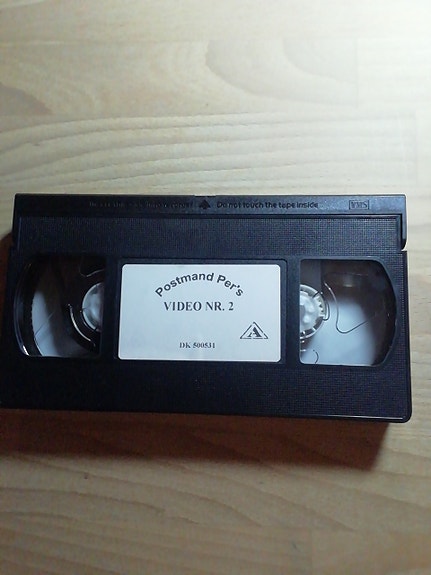 Do not touch the tape inside
VHS
Postmand Per's
VIDEO NR. 2
A
DK 500531